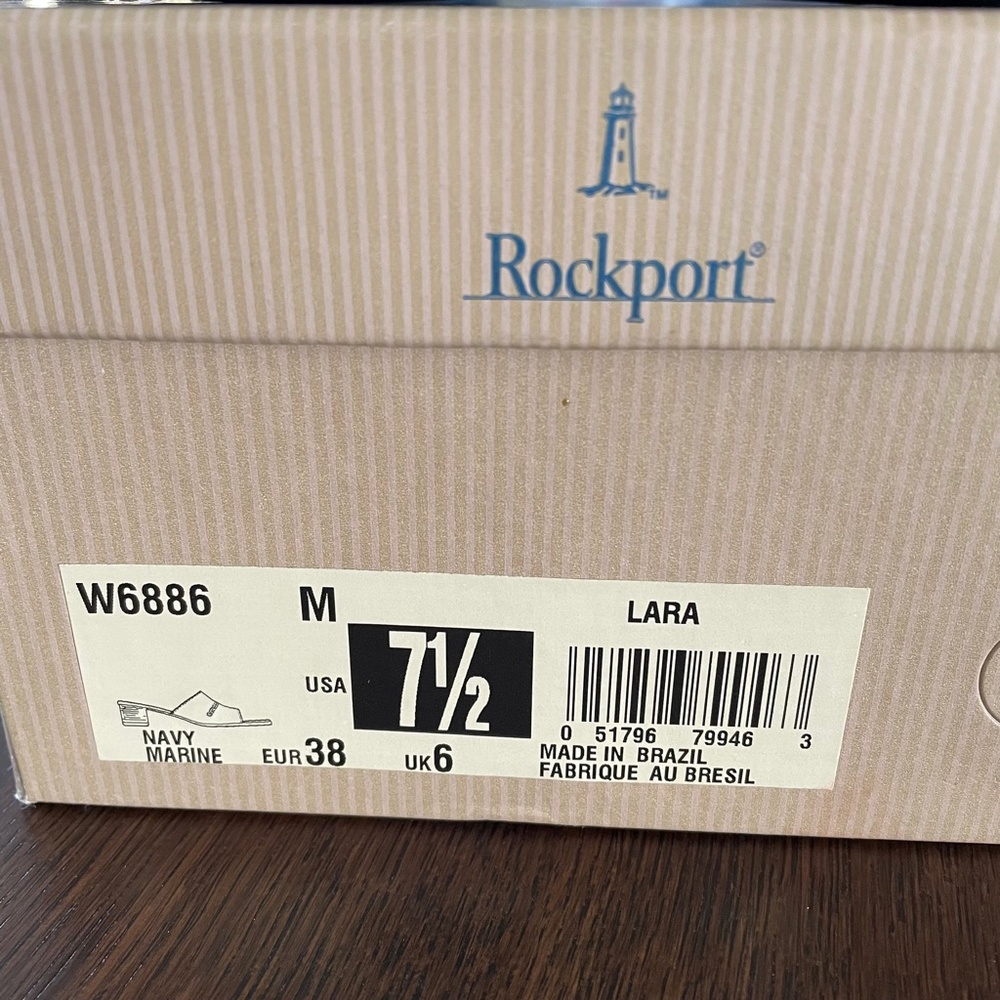 TM
Rockport®
W6886 M LARA
USA 7½
0 51796 79946 3
NAVY
MARINE EUR 38 UK 6
MADE IN BRAZIL
FABRIQUE AU BRESIL